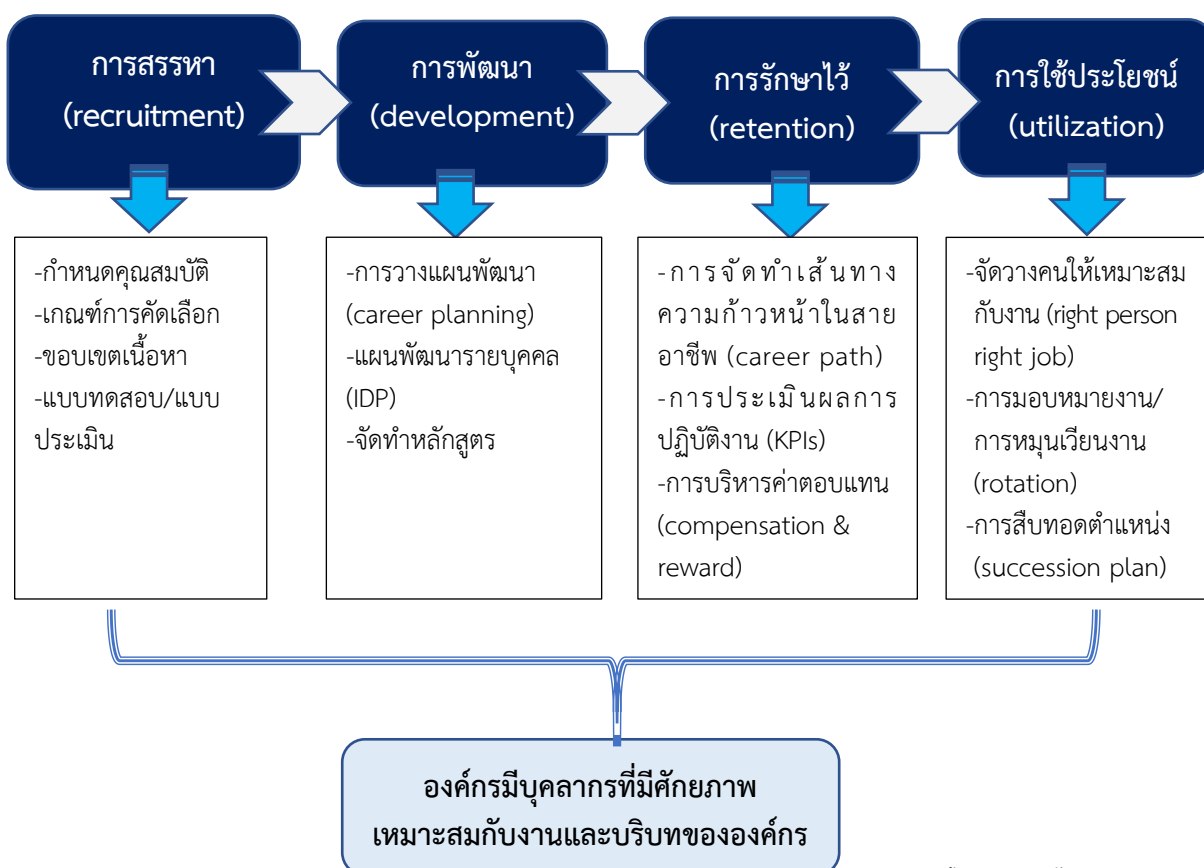 การสรรหา
(recruitment)
การพัฒนา
(development)
การรักษาไว้
(retention)
การใช้ประโยชน์
(utilization)
-กำหนดคุณสมบัติ
-เกณฑ์การคัดเลือก
-ขอบเขตเนื้อหา
-แบบทดสอบ/แบบ
ประเมิน
-การวางแผนพัฒนา
(career planning)
-แผนพัฒนารายบุคคล
(IDP)
-จัดทำหลักสูตร
-การจัดทำเส้นทาง
ความก้าวหน้าในสาย
อาชีพ (career path)
-การประเมินผลการ
ปฏิบัติงาน (KPIs)
-การบริหารค่าตอบแทน
(compensation &
reward)
-จัดวางคนให้เหมาะสม
กับงาน (right person
right job)
-การมอบหมายงาน/
การหมุนเวียนงาน
(rotation)
-การสืบทอดตำแหน่ง
(succession plan)
องค์กรมีบุคลากรที่มีศักยภาพ
เหมาะสมกับงานและบริบทขององค์กร